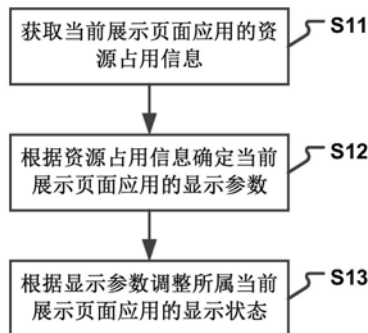 获取当前展示页面应用的资
源占用信息
S11
根据资源占用信息确定当前
展示页面应用的显示参数
S12
根据显示参数调整所属当前
展示页面应用的显示状态
S13